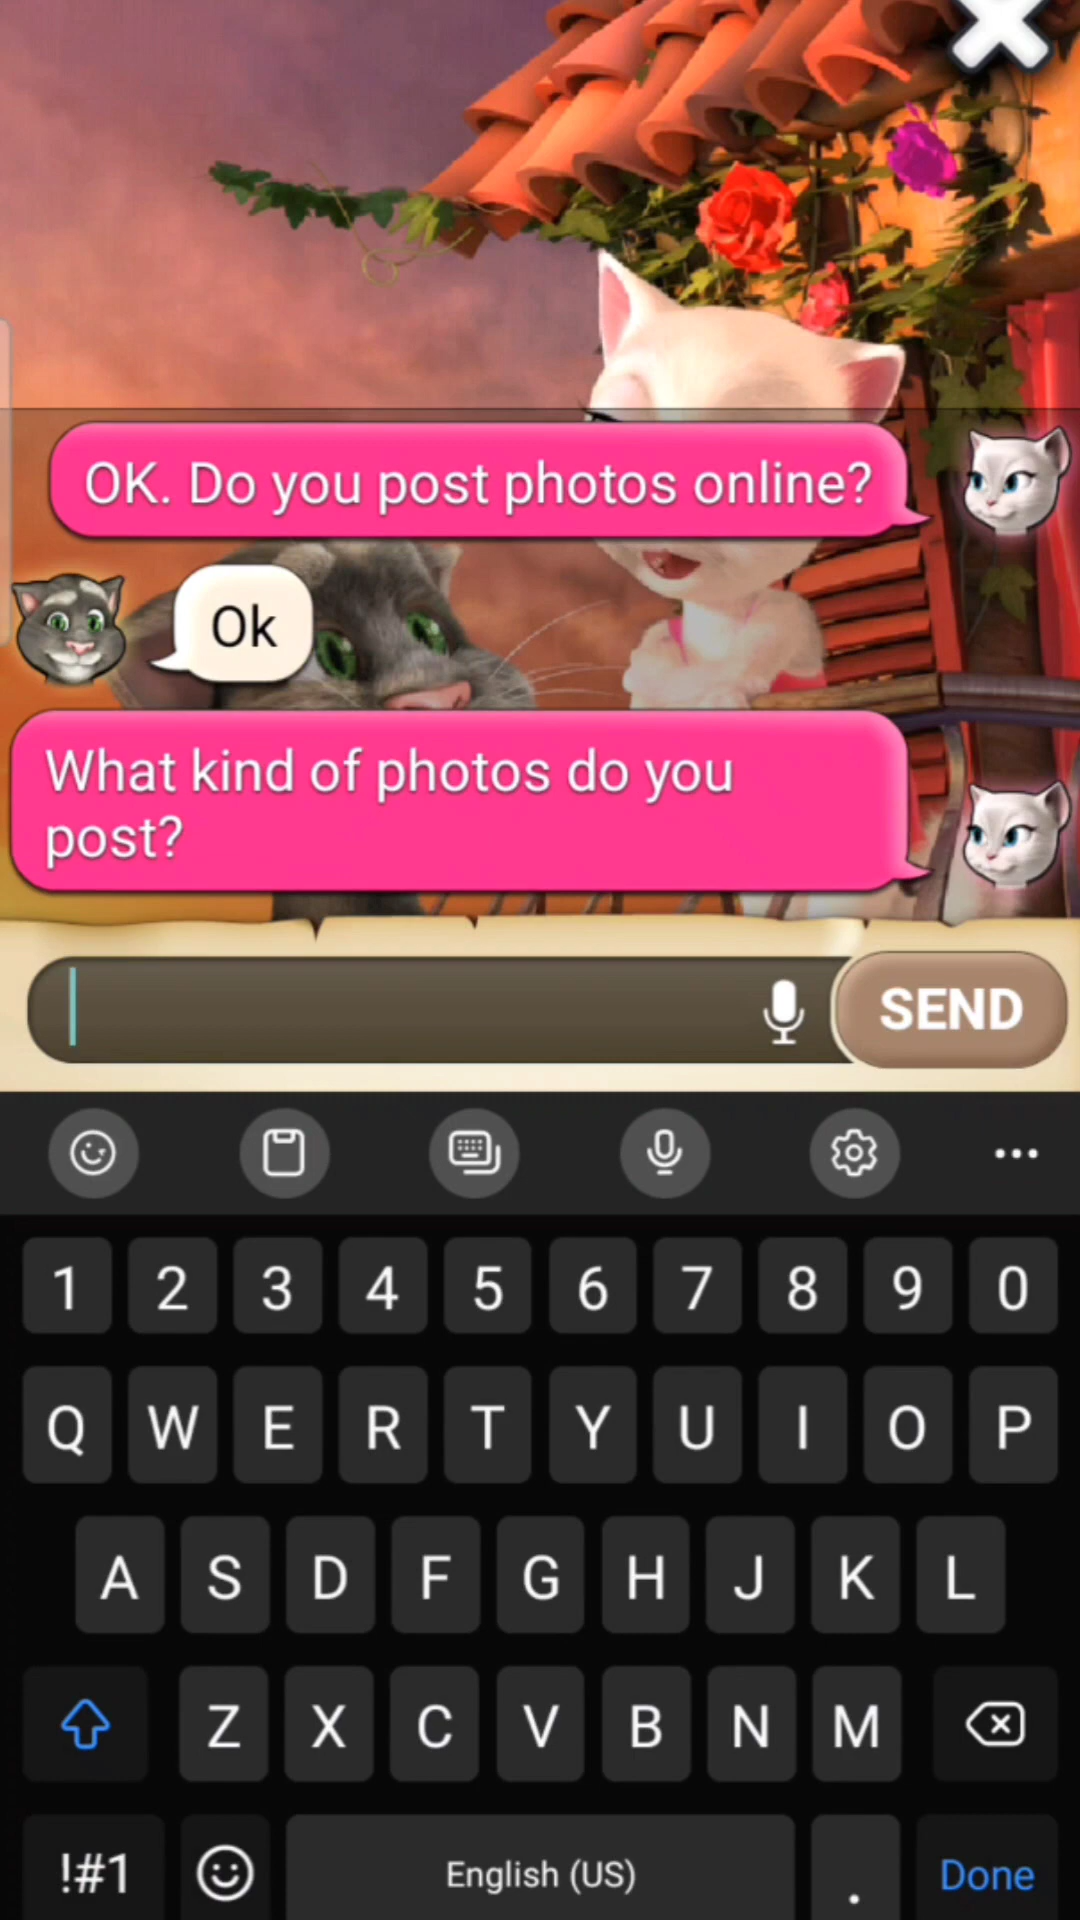 OK. Do you post photos online?
Ok
What kind of photos do you
post?
SEND
1 2 3 4 5 6 7 8 9 0
Q W E R T Y U I O P
A S D F G H J K L
Z X C V B N M
!#1 English (US) . Done